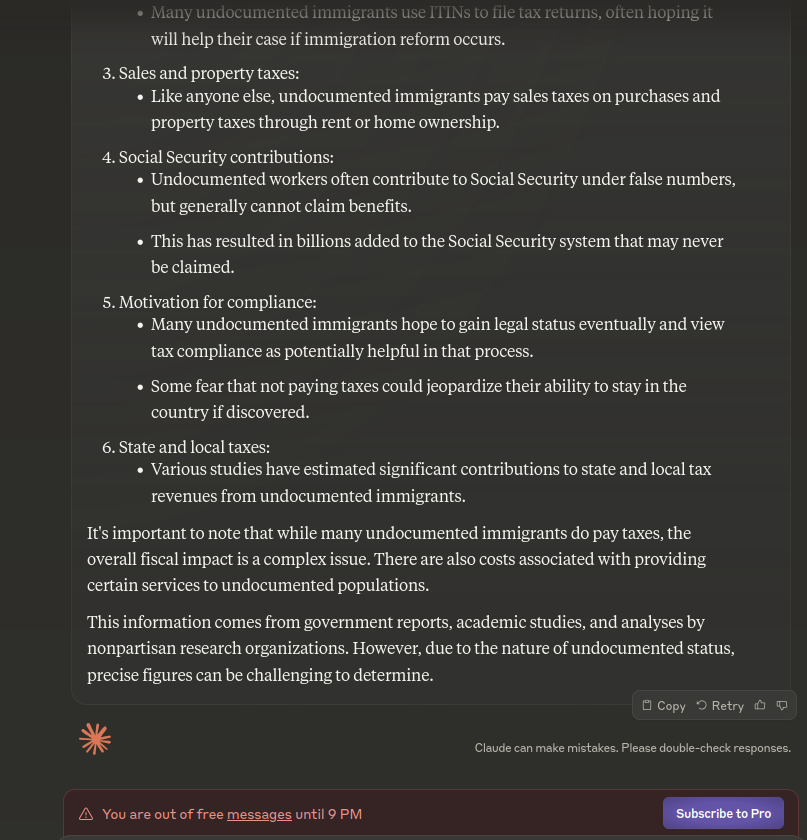 • Many undocumented immigrants use ITINs to file tax returns, often hoping it
will help their case if immigration reform occurs.
3. Sales and property taxes:
• Like anyone else, undocumented immigrants pay sales taxes on purchases and
property taxes through rent or home ownership.
4. Social Security contributions:
• Undocumented workers often contribute to Social Security under false numbers,
but generally cannot claim benefits.
• This has resulted in billions added to the Social Security system that may never
be claimed.
5. Motivation for compliance:
• Many undocumented immigrants hope to gain legal status eventually and view
tax compliance as potentially helpful in that process.
• Some fear that not paying taxes could jeopardize their ability to stay in the
country if discovered.
6. State and local taxes:
• Various studies have estimated significant contributions to state and local tax
revenues from undocumented immigrants.
It's important to note that while many undocumented immigrants do pay taxes, the
overall fiscal impact is a complex issue. There are also costs associated with providing
certain services to undocumented populations.
This information comes from government reports, academic studies, and analyses by
nonpartisan research organizations. However, due to the nature of undocumented status,
precise figures can be challenging to determine.
Copy Retry
Claude can make mistakes. Please double-check responses.
You are out of free messages until 9 PM
Subscribe to Pro